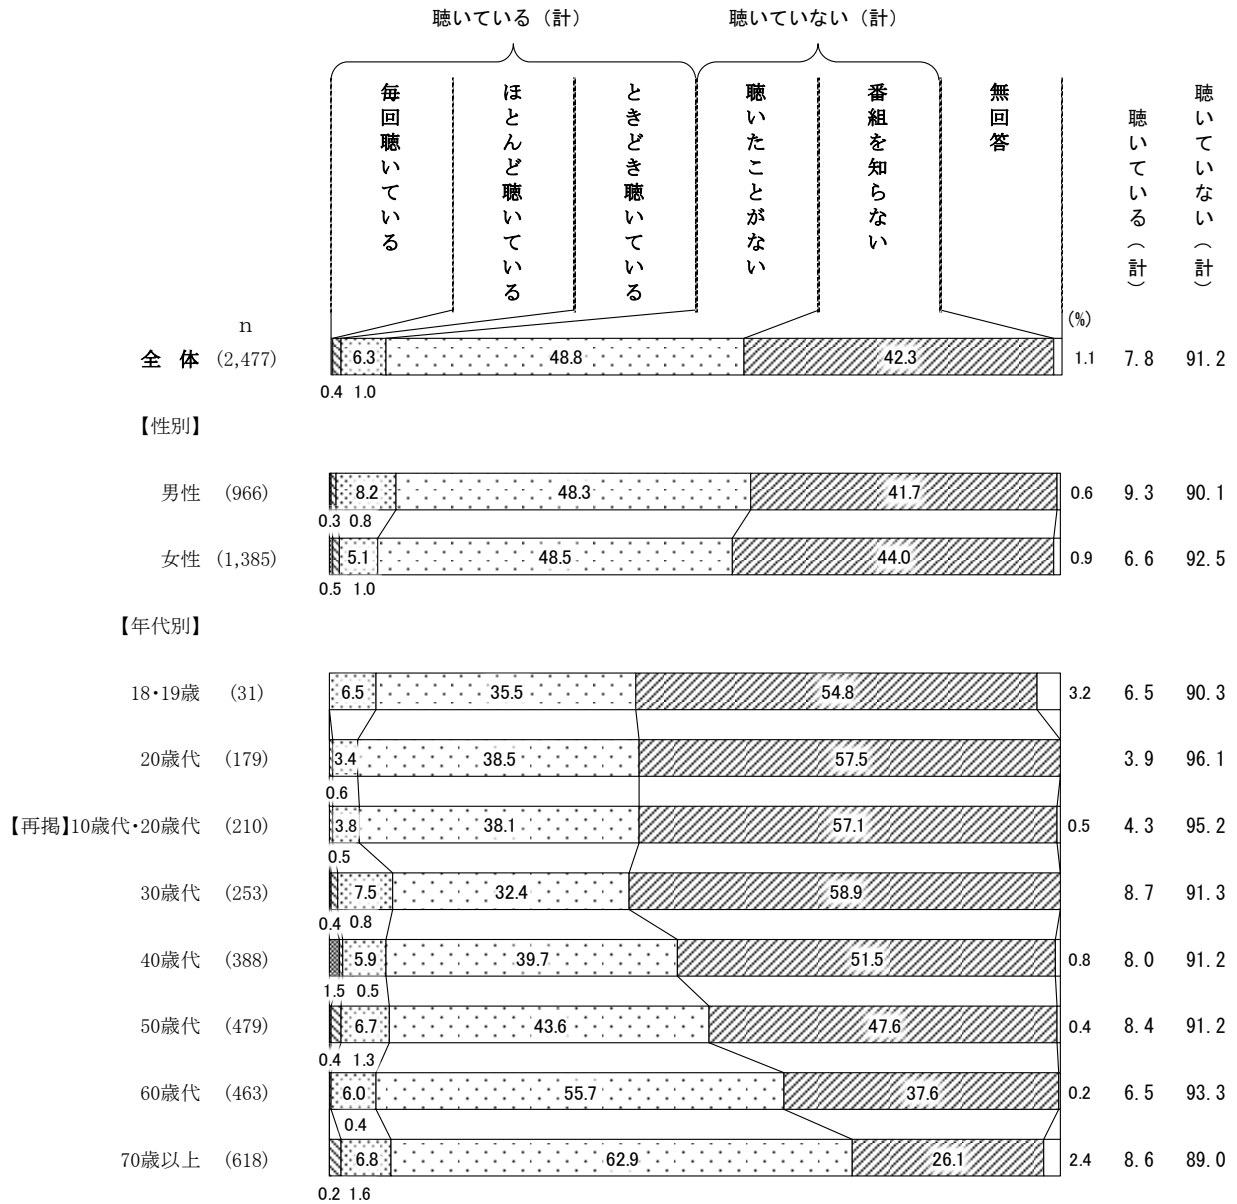 聴いている（計）
聴いていない（計）
毎回聴いている
ほとんど聴いている
ときどき聴いている
聴いたことがない
番組を知らない
無回答
聴いている（計）
聴いていない（計）
n
(%)
全 体 (2,477) 6.3 48.8 42.3 1.1 7.8 91.2
0.4 1.0
【性別】
男性 (966) 8.2 48.3 41.7 0.6 9.3 90.1
0.3 0.8
女性 (1,385) 5.1 48.5 44.0 0.9 6.6 92.5
0.5 1.0
【年代別】
18・19歳 (31) 6.5 35.5 54.8 3.2 6.5 90.3
20歳代 (179) 3.4 38.5 57.5 3.9 96.1
0.6
【再掲】10歳代・20歳代 (210) 3.8 38.1 57.1 0.5 4.3 95.2
0.5
30歳代 (253) 7.5 32.4 58.9 8.7 91.3
0.4 0.8
40歳代 (388) 5.9 39.7 51.5 0.8 8.0 91.2
1.5 0.5
50歳代 (479) 6.7 43.6 47.6 0.4 8.4 91.2
0.4 1.3
60歳代 (463) 6.0 55.7 37.6 0.2 6.5 93.3
0.4
70歳以上 (618) 6.8 62.9 26.1 2.4 8.6 89.0
0.2 1.6